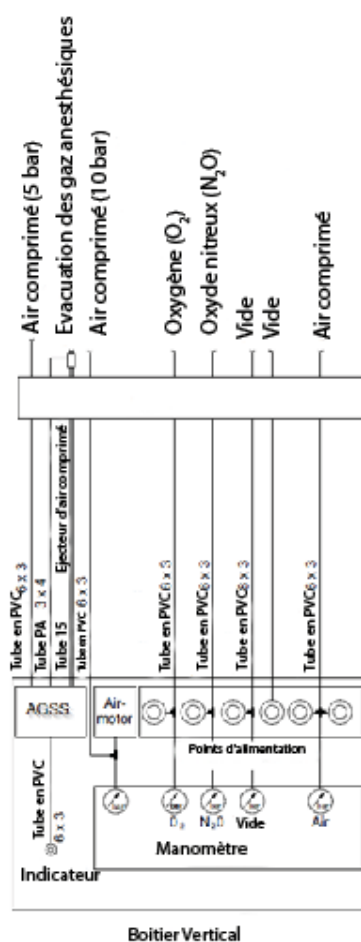 Air comprimé (5 bar)
Evacuation des gaz anesthésiques
Air comprimé (10 bar)
Oxygène (O₂)
Oxyde nitreux (N₂O)
Vide
Vide
Air comprimé
Tube en PVC 6 x 3
Tube PA 3 x 4
Tube 15
Ejecteur d'air comprimé
Tube en PVC 6 x 3
Tube en PVC 6 x 3
Tube en PVC 6 x 3
Tube en PVC 8 x 3
Tube en PVC 6 x 3
AGSS
Air-
motor
Points d'alimentation
Tube en PVC
6 x 3
Indicateur
O₂
N₂O
Vide
Air
Manomètre
Boitier Vertical